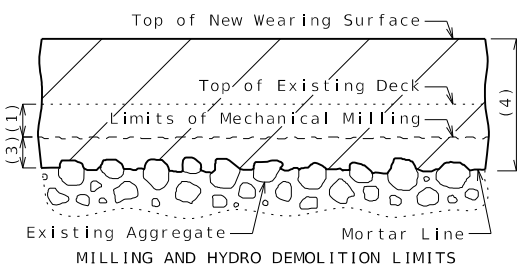 Top of New Wearing Surface
Top of Existing Deck
Limits of Mechanical Milling
(1)
(3)
(4)
Existing Aggregate
Mortar Line
MILLING AND HYDRO DEMOLITION LIMITS